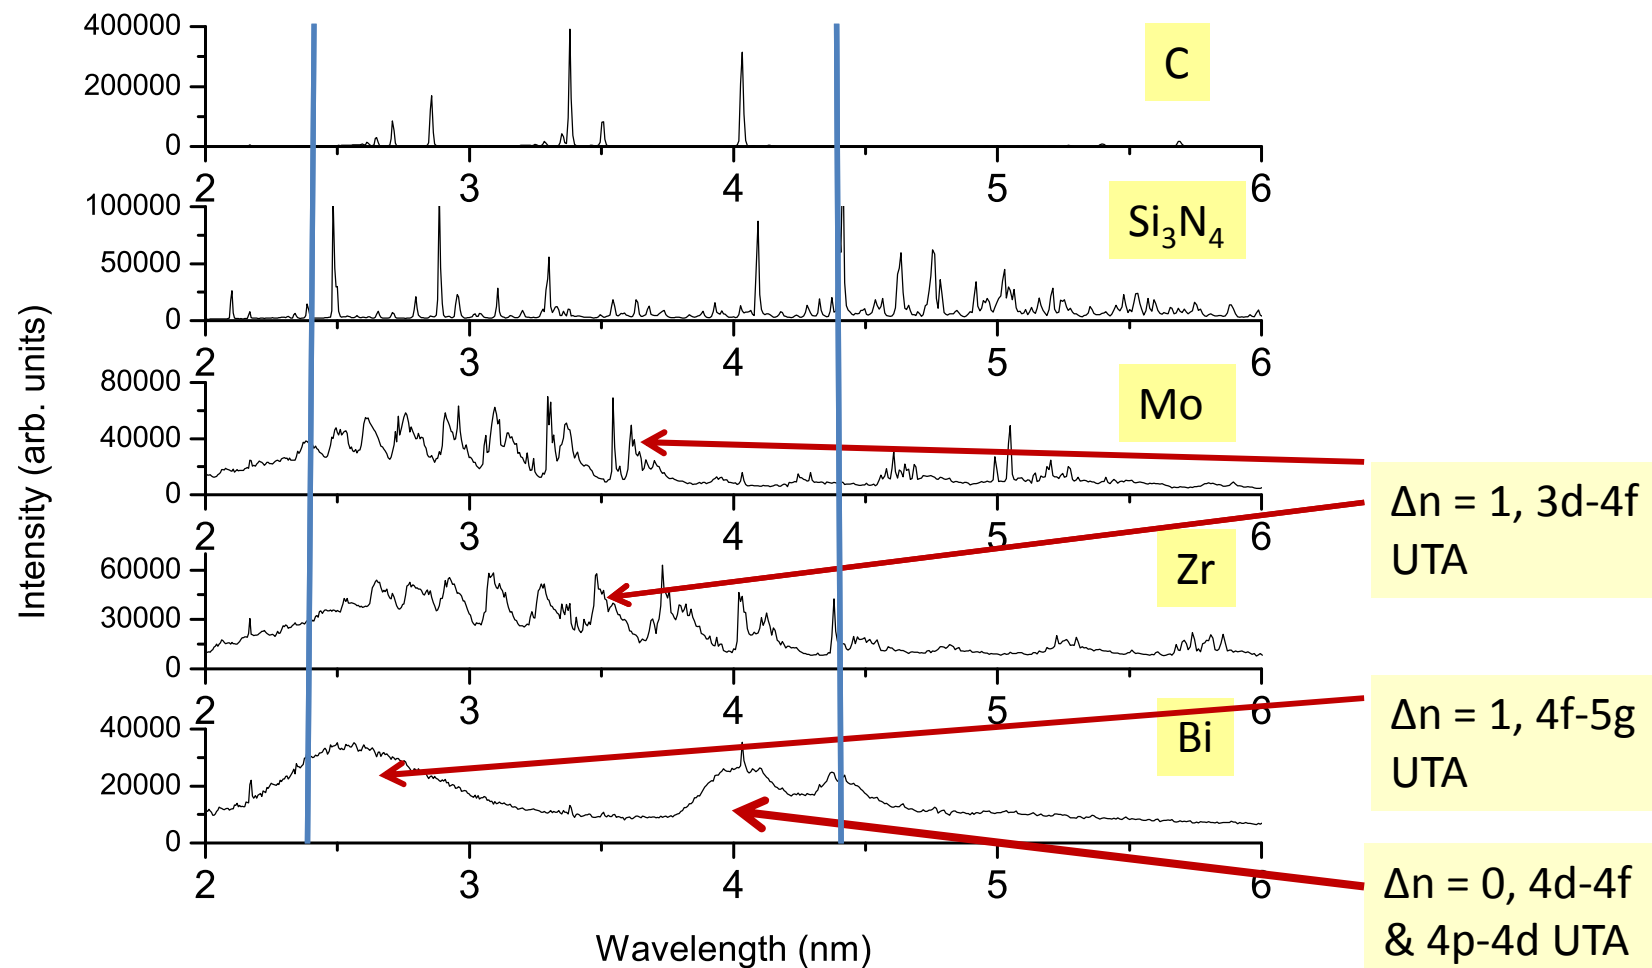 Intensity (arb. units)
400000
200000
0
C
2 3 4 5 6
100000
50000
0
Si₃N₄
2 3 4 5 6
80000
40000
0
Mo
2 3 4 5 6
60000
30000
0
Zr
2 3 4 5 6
40000
20000
0
Bi
2 3 4 5 6
Wavelength (nm)
Δn = 1, 3d-4f
UTA
Δn = 1, 4f-5g
UTA
Δn = 0, 4d-4f
& 4p-4d UTA